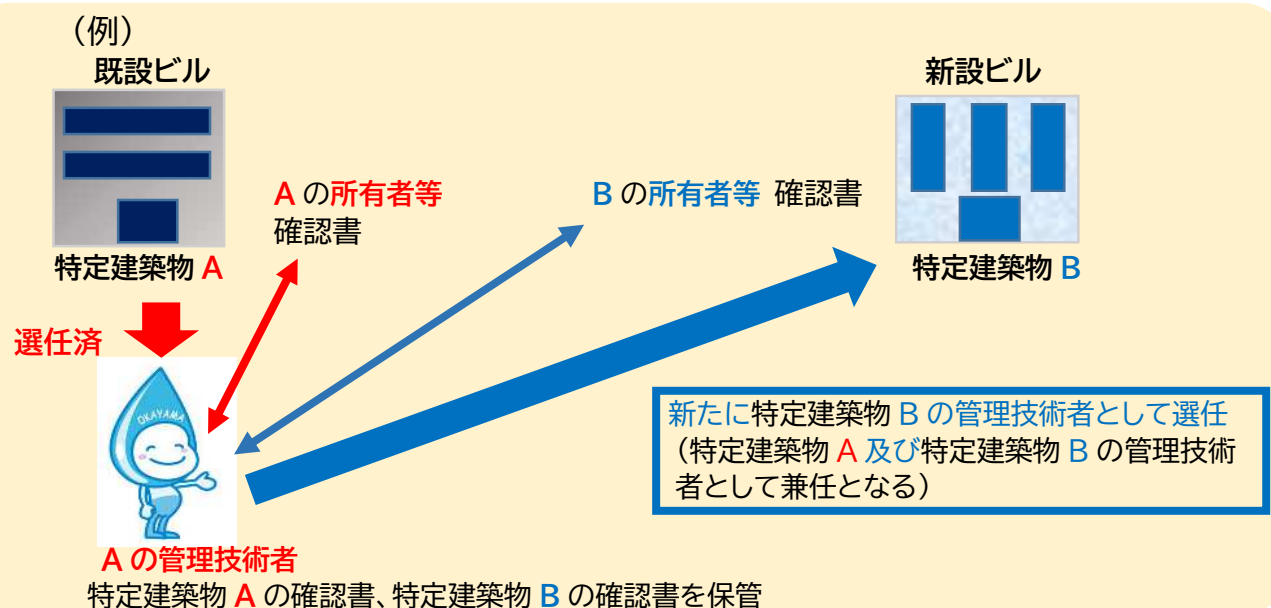 （例）
既設ビル
新設ビル
A の所有者等
確認書
B の所有者等 確認書
特定建築物 A
特定建築物 B
選任済
OKAYAMA
新たに特定建築物 B の管理技術者として選任
（特定建築物 A 及び特定建築物 B の管理技術
者として兼任となる）
A の管理技術者
特定建築物 A の確認書、特定建築物 B の確認書を保管